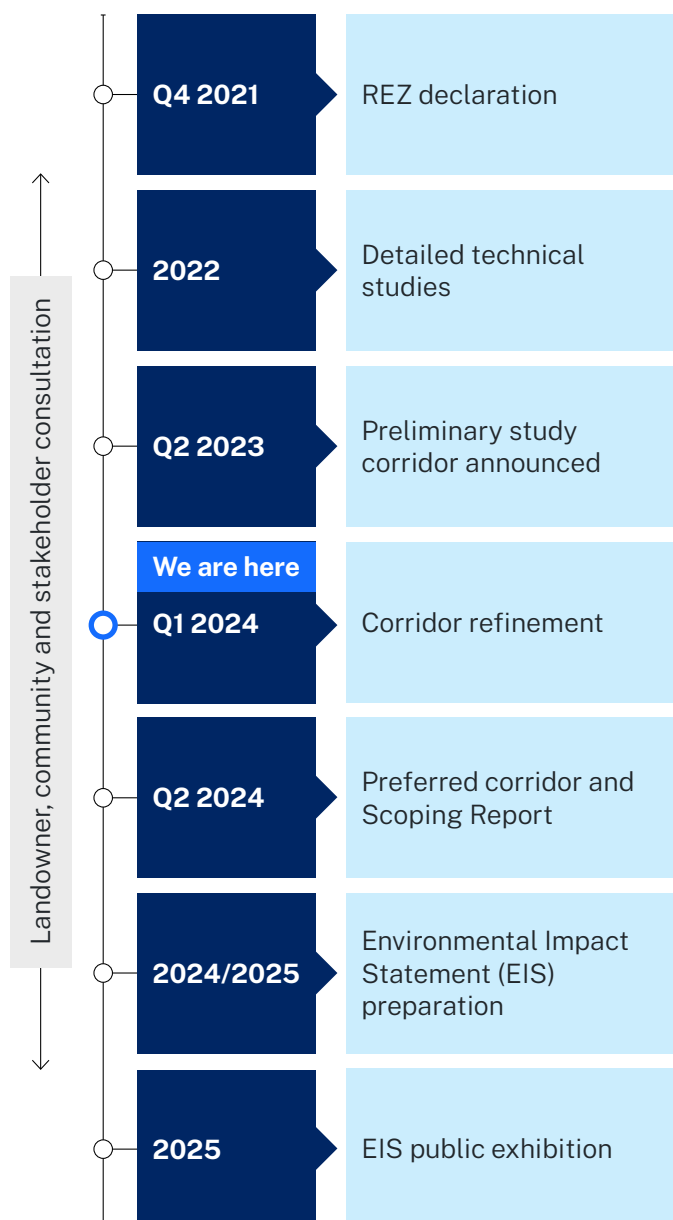 Landowner, community and stakeholder consultation
Q4 2021
REZ declaration
2022
Detailed technical
studies
Q2 2023
Preliminary study
corridor announced
We are here
Q1 2024
Corridor refinement
Q2 2024
Preferred corridor and
Scoping Report
2024/2025
Environmental Impact
Statement (EIS)
preparation
2025
EIS public exhibition